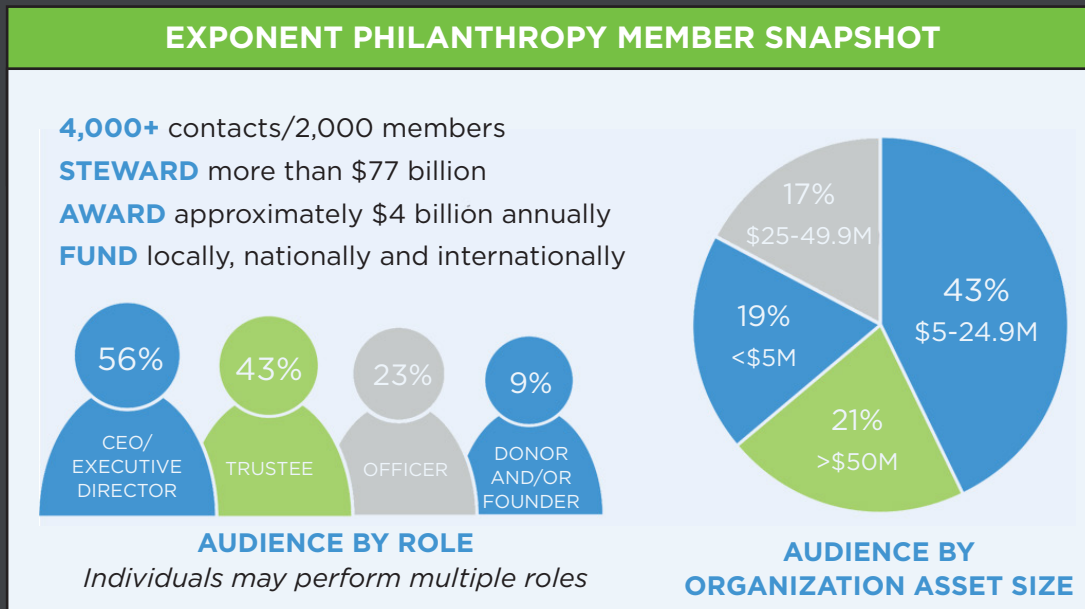 EXPONENT PHILANTHROPY MEMBER SNAPSHOT
4,000+ contacts/2,000 members
STEWARD more than $77 billion
AWARD approximately $4 billion annually
FUND locally, nationally and internationally
56%
CEO/
EXECUTIVE
DIRECTOR
43%
TRUSTEE
23%
OFFICER
9%
DONOR
AND/OR
FOUNDER
AUDIENCE BY ROLE
Individuals may perform multiple roles
17%
$25-49.9M
43%
$5-24.9M
19%
<$5M
21%
>$50M
AUDIENCE BY
ORGANIZATION ASSET SIZE